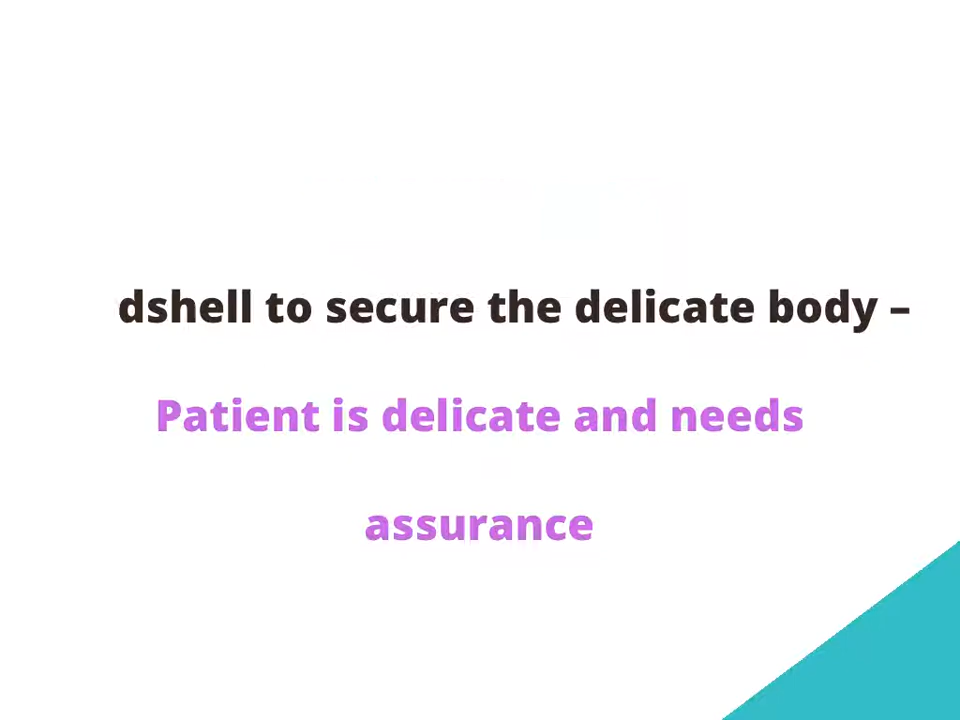 dshell to secure the delicate body –
Patient is delicate and needs
assurance